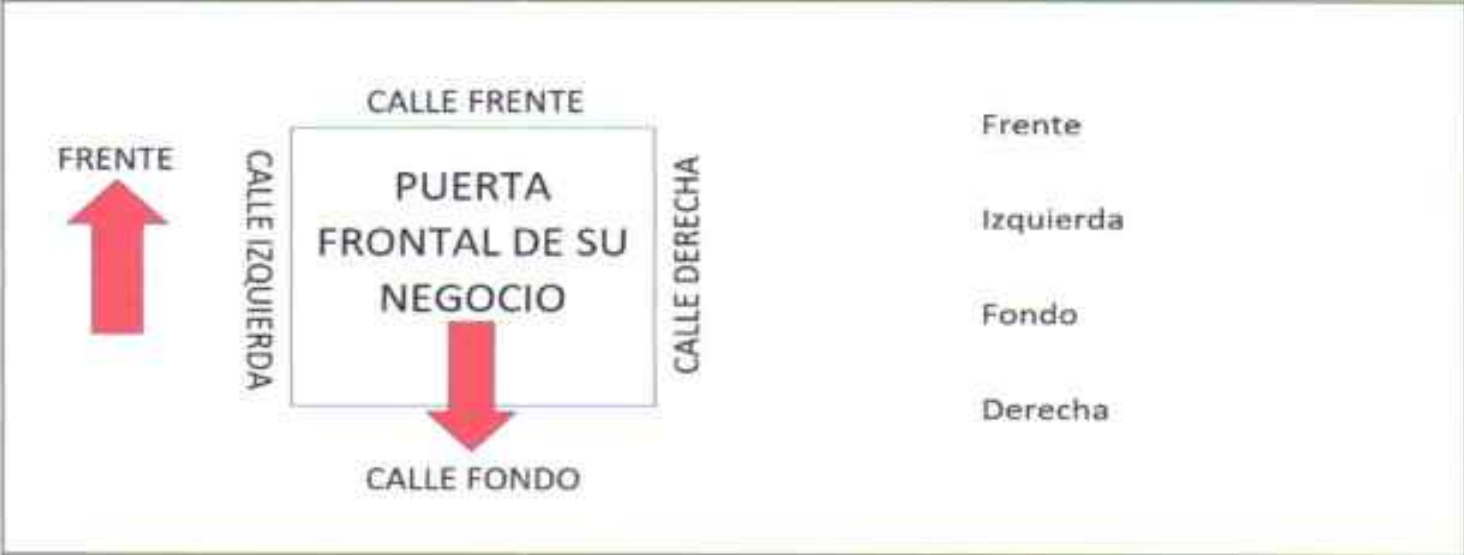 CALLE FRENTE
FRENTE
CALLE IZQUIERDA
PUERTA
FRONTAL DE SU
NEGOCIO
CALLE DERECHA
CALLE FONDO
Frente
Izquierda
Fondo
Derecha